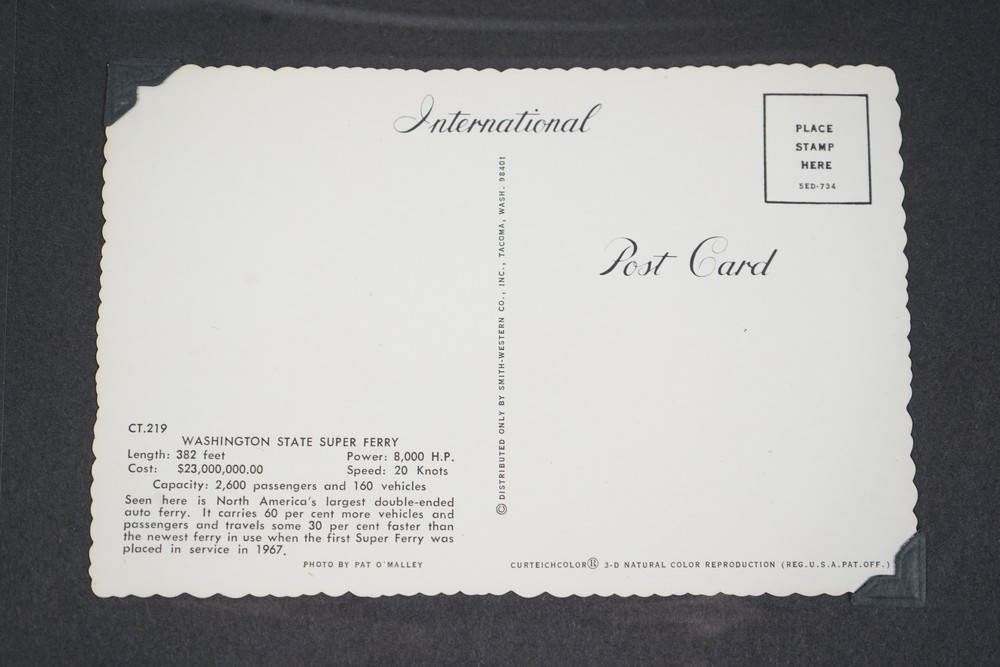 International
PLACE
STAMP
HERE
SED-734
Post Card
© DISTRIBUTED ONLY BY SMITH-WESTERN CO., INC., TACOMA, WASH. 98401
CT.219
WASHINGTON STATE SUPER FERRY
Length: 382 feet Power: 8,000 H.P.
Cost: $23,000,000.00 Speed: 20 Knots
Capacity: 2,600 passengers and 160 vehicles
Seen here is North America's largest double-ended
auto ferry. It carries 60 per cent more vehicles and
passengers and travels some 30 per cent faster than
the newest ferry in use when the first Super Ferry was
placed in service in 1967.
PHOTO BY PAT O'MALLEY
CURTEICHCOLOR® 3-D NATURAL COLOR REPRODUCTION (REG.U.S.A.PAT.OFF.)